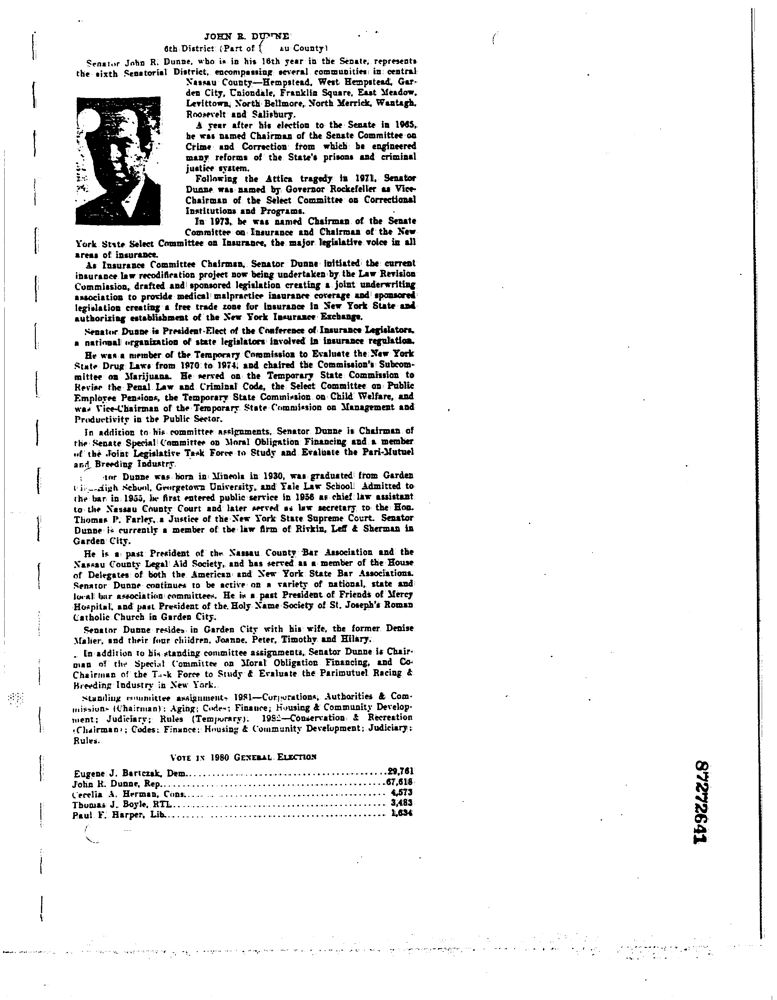 JOHN R.
6th District (Part of au County)
Senator John R. Dunne, who is in his 16th year in the Senate, represents
the sixth Senatorial District, encompassing several communities in central
Nassau County—Hempstead, West Hempstead, Gar-
den City, Uniondale, Franklin Square, East Meadow,
Levittown, North Bellmore, North Merrick, Wantagh,
Roosevelt and Salisbury.
A year after his election to the Senate in 1965,
he was named Chairman of the Senate Committee on
Crime and Correction from which he engineered
many reforms of the State's prisons and criminal
justice system.
Following the Attica tragedy in 1971, Senator
Dunne was named by Governor Rockefeller as Vice-
Chairman of the Select Committee on Correctional
Institutions and Programs.
In 1973, he was named Chairman of the Senate
Committee on Insurance and Chairman of the New
York State Select Committee on Insurance, the major legislative voice in all
areas of insurance.
As Insurance Committee Chairman, Senator Dunne initiated the current
insurance law recodification project now being undertaken by the Law Revision
Commission, drafted and sponsored legislation creating a joint underwriting
association to provide medical malpractice insurance coverage and sponsored
legislation creating a free trade zone for insurance in New York State and
authorizing establishment of the New York Insurance Exchange.
Senator Dunne is President-Elect of the Conference of Insurance Legislators,
a national organization of state legislators involved in insurance regulation.
He was a member of the Temporary Commission to Evaluate the New York
State Drug Laws from 1970 to 1974; and chaired the Commission's Subcom-
mittee on Marijuana. He served on the Temporary State Commission to
Revise the Penal Law and Criminal Code, the Select Committee on Public
Employee Pensions, the Temporary State Commission on Child Welfare, and
was Vice-Chairman of the Temporary State Commission on Management and
Productivity in the Public Sector.
In addition to his committee assignments, Senator Dunne is Chairman of
the Senate Special Committee on Moral Obligation Financing and a member
of the Joint Legislative Task Force to Study and Evaluate the Pari-Mutuel
and Breeding Industry.
tor Dunne was born in Mineola in 1930, was graduated from Garden
High School, Georgetown University, and Yale Law School. Admitted to
the bar in 1955, he first entered public service in 1956 as chief law assistant
to the Nassau County Court and later served as law secretary to the Hon.
Thomas P. Farley, a Justice of the New York State Supreme Court. Senator
Dunne is currently a member of the law firm of Rivkin, Leff & Sherman in
Garden City.
He is a past President of the Nassau County Bar Association and the
Nassau County Legal Aid Society, and has served as a member of the House
of Delegates of both the American and New York State Bar Associations.
Senator Dunne continues to be active on a variety of national, state and
local bar association committees. He is a past President of Friends of Mercy
Hospital, and past President of the Holy Name Society of St. Joseph's Roman
Catholic Church in Garden City.
Senator Dunne resides in Garden City with his wife, the former Denise
Maher, and their four children, Joanne, Peter, Timothy and Hilary.
In addition to his standing committee assignments, Senator Dunne is Chair-
man of the Special Committee on Moral Obligation Financing, and Co-
Chairman of the Task Force to Study & Evaluate the Parimutuel Racing &
Breeding Industry in New York.
Standing committee assignments 1981—Corporations, Authorities & Com-
missions (Chairman); Aging; Codes; Finance; Housing & Community Develop-
ment; Judiciary; Rules (Temporary). 1982—Conservation & Recreation
(Chairman); Codes; Finance; Housing & Community Development; Judiciary;
Rules.
VOTE IN 1980 GENERAL ELECTION
Eugene J. Bartczak, Dem. 29,761
John R. Dunne, Rep. 67,618
Cecelia A. Herman, Cons. 4,573
Thomas J. Boyle, RTL 3,483
Paul F. Harper, Lib. 1,634
87272641